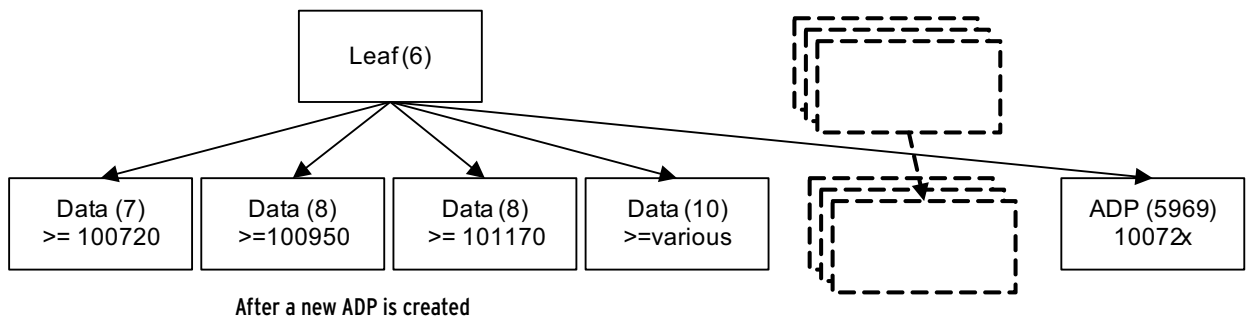 Leaf (6)
Data (7)
>= 100720
Data (8)
>=100950
Data (8)
>= 101170
Data (10)
>=various
ADP (5969)
10072x
After a new ADP is created